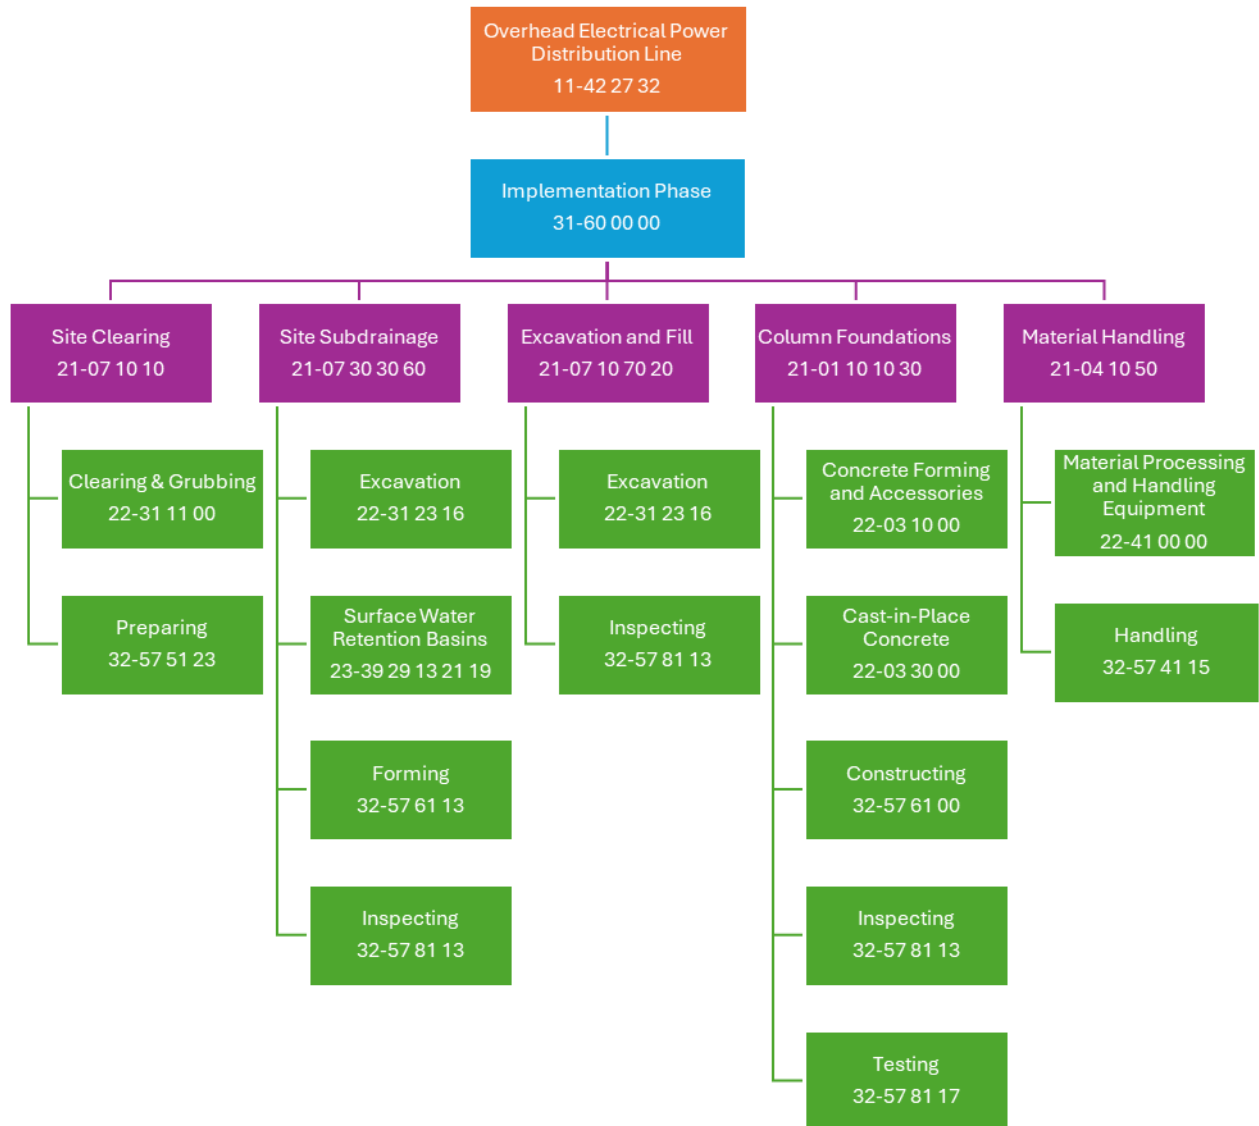 Overhead Electrical Power
Distribution Line
11-42 27 32
Implementation Phase
31-60 00 00
Site Clearing
21-07 10 10
Site Subdrainage
21-07 30 30 60
Excavation and Fill
21-07 10 70 20
Column Foundations
21-01 10 10 30
Material Handling
21-04 10 50
Clearing & Grubbing
22-31 11 00
Preparing
32-57 51 23
Excavation
22-31 23 16
Surface Water
Retention Basins
23-39 29 13 21 19
Forming
32-57 61 13
Inspecting
32-57 81 13
Excavation
22-31 23 16
Inspecting
32-57 81 13
Concrete Forming
and Accessories
22-03 10 00
Cast-in-Place
Concrete
22-03 30 00
Constructing
32-57 61 00
Inspecting
32-57 81 13
Testing
32-57 81 17
Material Processing
and Handling
Equipment
22-41 00 00
Handling
32-57 41 15